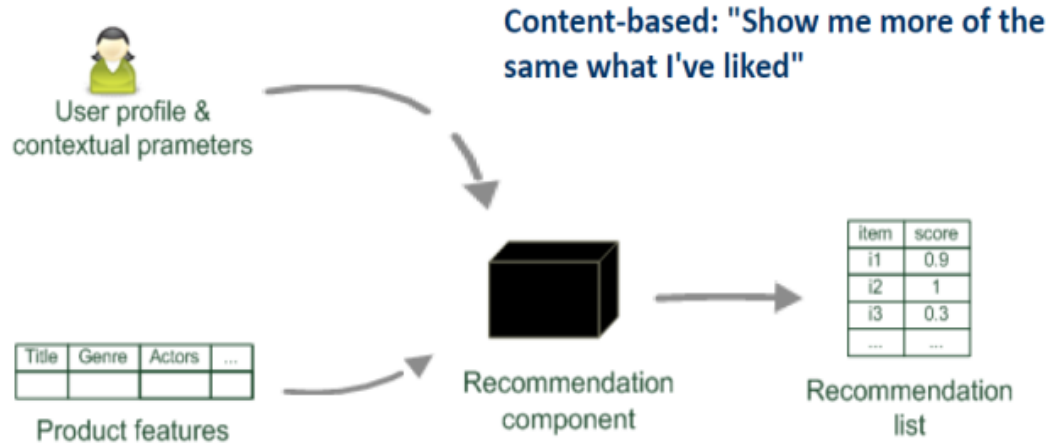 Content-based: "Show me more of the
same what I've liked"
User profile &
contextual prameters
Title Genre Actors ...
Product features
Recommendation
component
item score
i1 0.9
i2 1
i3 0.3
... ...
Recommendation
list